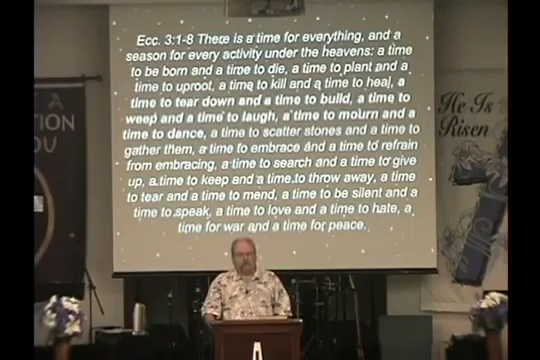 Ecc. 3:1-8 There is a time for everything, and a
season for every activity under the heavens: a time
to be born and a time to die, a time to plant and a
time to uproot, a time to kill and a time to heal, a
time to tear down and a time to build, a time to
weep and a time to laugh, a time to mourn and a
time to dance, a time to scatter stones and a time to
gather them, a time to embrace and a time to refrain
from embracing, a time to search and a time to give
up, a time to keep and a time to throw away, a time
to tear and a time to mend, a time to be silent and a
time to speak, a time to love and a time to hate, a
time for war and a time for peace.
A
TION
OU
He Is
Risen